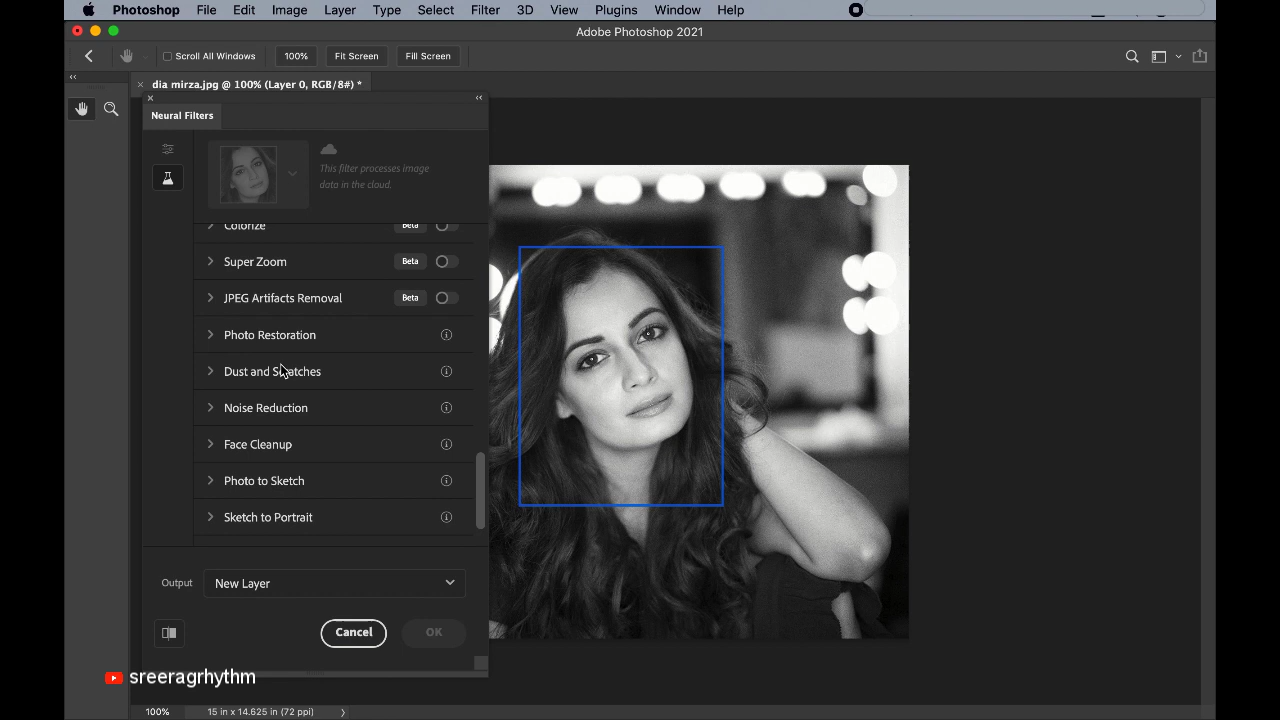 Photoshop File Edit Image Layer Type Select Filter 3D View Plugins Window Help
Adobe Photoshop 2021
Scroll All Windows 100% Fit Screen Fill Screen
dia mirza.jpg @ 100% (Layer 0, RGB/8#) *
Neural Filters
This filter processes image
data in the cloud.
Colorize Beta
Super Zoom Beta
JPEG Artifacts Removal Beta
Photo Restoration
Dust and Scratches
Noise Reduction
Face Cleanup
Photo to Sketch
Sketch to Portrait
Output New Layer
Cancel OK
sreeragrhythm
100% 15 in x 14.625 in (72 ppi)